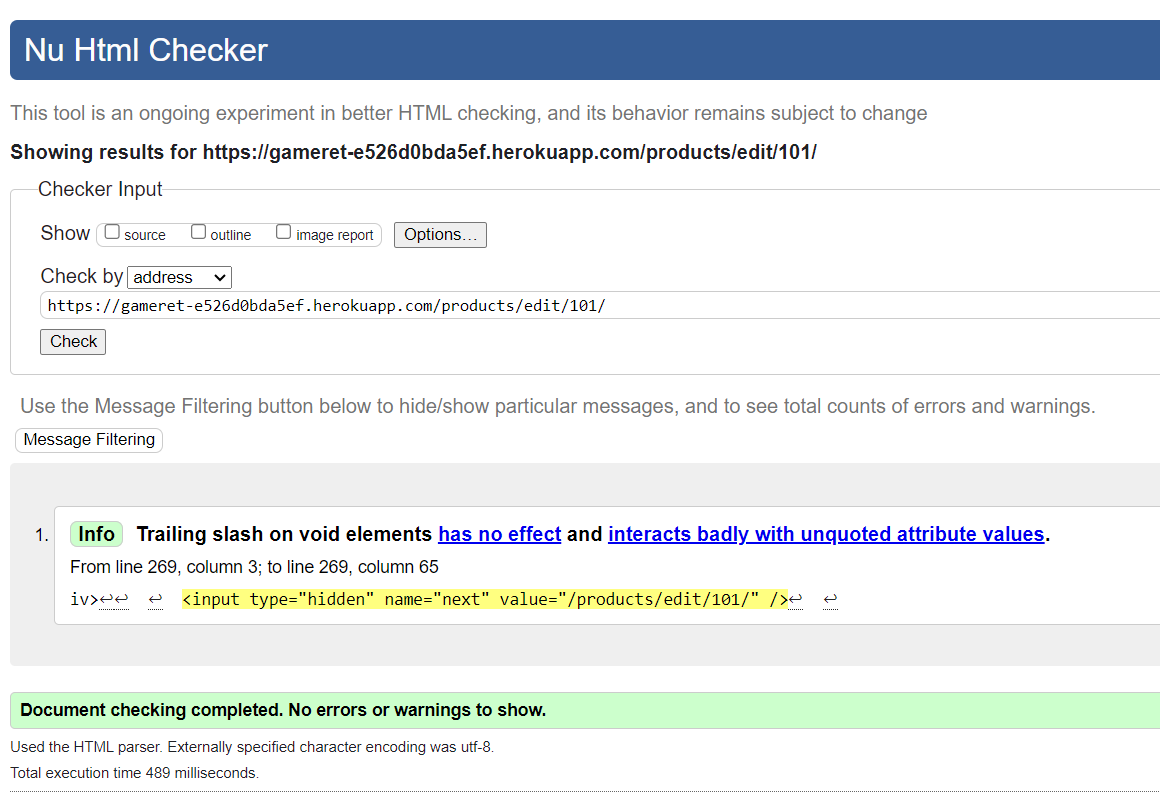 Nu Html Checker
This tool is an ongoing experiment in better HTML checking, and its behavior remains subject to change
Showing results for https://gameret-e526d0bda5ef.herokuapp.com/products/edit/101/
Checker Input
Show source outline image report Options…
Check by address
https://gameret-e526d0bda5ef.herokuapp.com/products/edit/101/
Check
Use the Message Filtering button below to hide/show particular messages, and to see total counts of errors and warnings.
Message Filtering
1. Info Trailing slash on void elements has no effect and interacts badly with unquoted attribute values.
From line 269, column 3; to line 269, column 65
iv>↩↩ ↩ <input type="hidden" name="next" value="/products/edit/101/" />↩ ↩
Document checking completed. No errors or warnings to show.
Used the HTML parser. Externally specified character encoding was utf-8.
Total execution time 489 milliseconds.